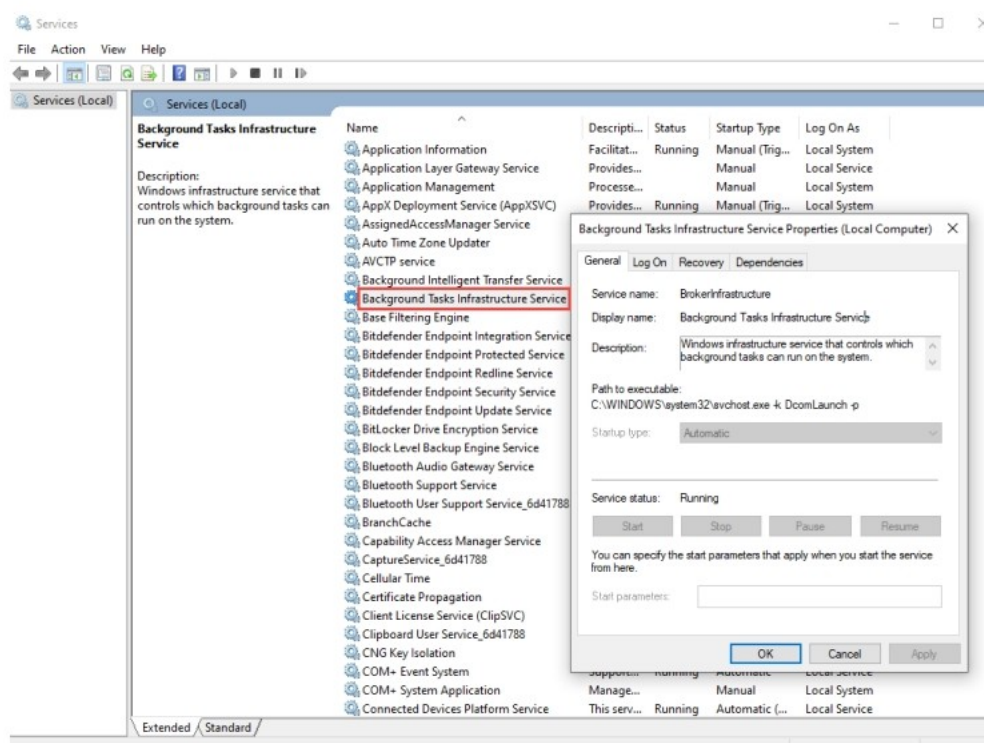 Services
File Action View Help
Services (Local)
Services (Local)
Background Tasks Infrastructure
Service
Description:
Windows infrastructure service that
controls which background tasks can
run on the system.
Name Descripti... Status Startup Type Log On As
Application Information Facilitat... Running Manual (Trig... Local System
Application Layer Gateway Service Provides... Manual Local Service
Application Management Processe... Manual Local System
AppX Deployment Service (AppXSVC) Provides... Running Manual (Trig... Local System
AssignedAccessManager Service
Auto Time Zone Updater
AVCTP service
Background Intelligent Transfer Service
Background Tasks Infrastructure Service
Base Filtering Engine
Bitdefender Endpoint Integration Service
Bitdefender Endpoint Protected Service
Bitdefender Endpoint Redline Service
Bitdefender Endpoint Security Service
Bitdefender Endpoint Update Service
BitLocker Drive Encryption Service
Block Level Backup Engine Service
Bluetooth Audio Gateway Service
Bluetooth Support Service
Bluetooth User Support Service_6d41788
BranchCache
Capability Access Manager Service
CaptureService_6d41788
Cellular Time
Certificate Propagation
Client License Service (ClipSVC)
Clipboard User Service_6d41788
CNG Key Isolation
COM+ Event System Support... Running Automatic Local Service
COM+ System Application Manage... Manual Local System
Connected Devices Platform Service This serv... Running Automatic (... Local Service
Extended Standard
Background Tasks Infrastructure Service Properties (Local Computer)
General Log On Recovery Dependencies
Service name: BrokerInfrastructure
Display name: Background Tasks Infrastructure Service
Description: Windows infrastructure service that controls which
background tasks can run on the system.
Path to executable:
C:\WINDOWS\system32\svchost.exe -k DcomLaunch -p
Startup type: Automatic
Service status: Running
Start Stop Pause Resume
You can specify the start parameters that apply when you start the service
from here.
Start parameters:
OK Cancel Apply